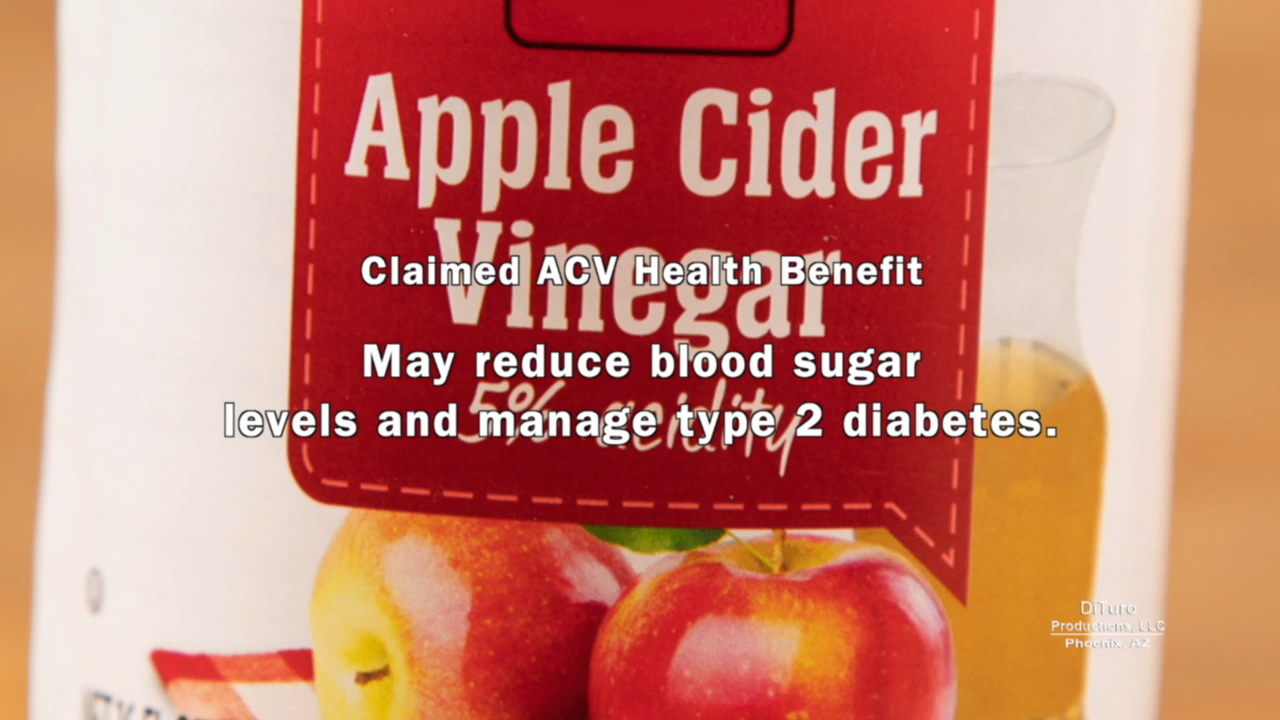 Apple Cider
Vinegar
Claimed ACV Health Benefit
May reduce blood sugar
5% acidity
levels and manage type 2 diabetes.
DiTuro
Productions, LLC
Phoenix, AZ